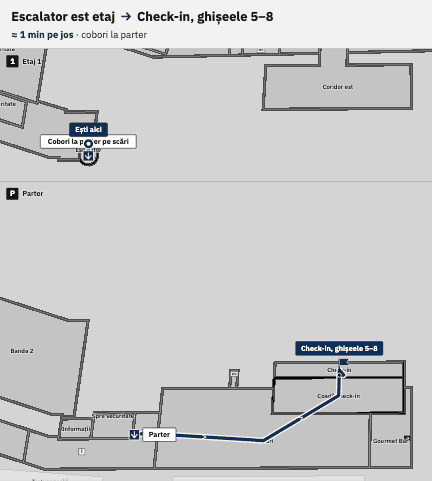 Escalator est etaj → Check-in, ghișeele 5–8
≈ 1 min pe jos · cobori la parter
1 Etaj 1
Coridor est
Ești aici
Cobori la parter pe scări
P Parter
Check-in, ghișeele 5–8
Banda 2
Spre securitate
Informații
Parter
Gourmet Bar